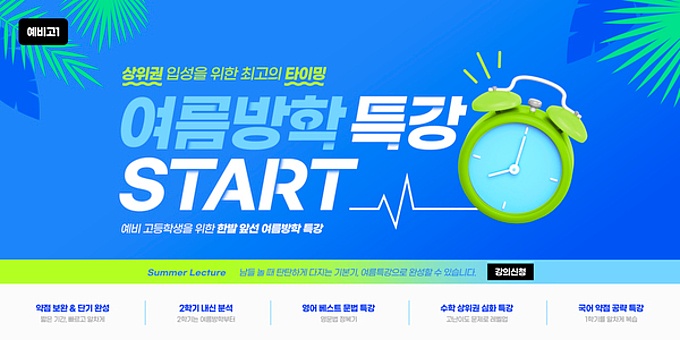 예비고1
상위권 입성을 위한 최고의 타이밍
여름방학 특강
START
예비 고등학생을 위한 한발 앞선 여름방학 특강
Summer Lecture 남들 놀 때 탄탄하게 다지는 기본기, 여름특강으로 완성할 수 있습니다. 강의신청
약점 보완 & 단기 완성
짧은 기간, 빠르고 알차게
2학기 내신 분석
2학기는 여름방학부터
영어 베스트 문법 특강
영문법 정복기
수학 상위권 심화 특강
고난이도 문제로 레벨업
국어 약점 공략 특강
1학기를 알차게 복습